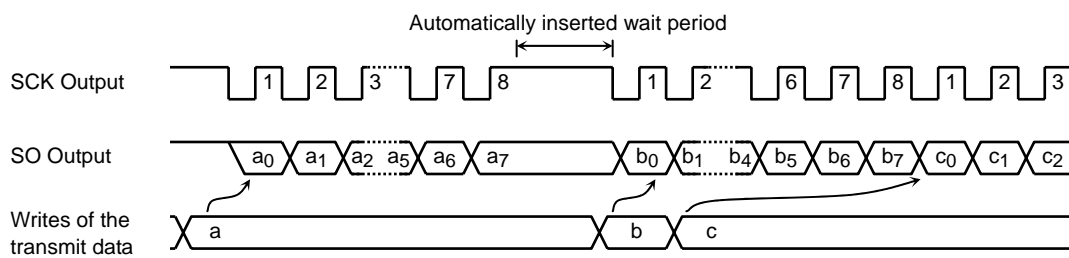 Automatically inserted wait period
SCK Output 1 2 3 7 8 1 2 6 7 8 1 2 3
SO Output a0 a1 a2 a5 a6 a7 b0 b1 b4 b5 b6 b7 c0 c1 c2
Writes of the
transmit data
a b c